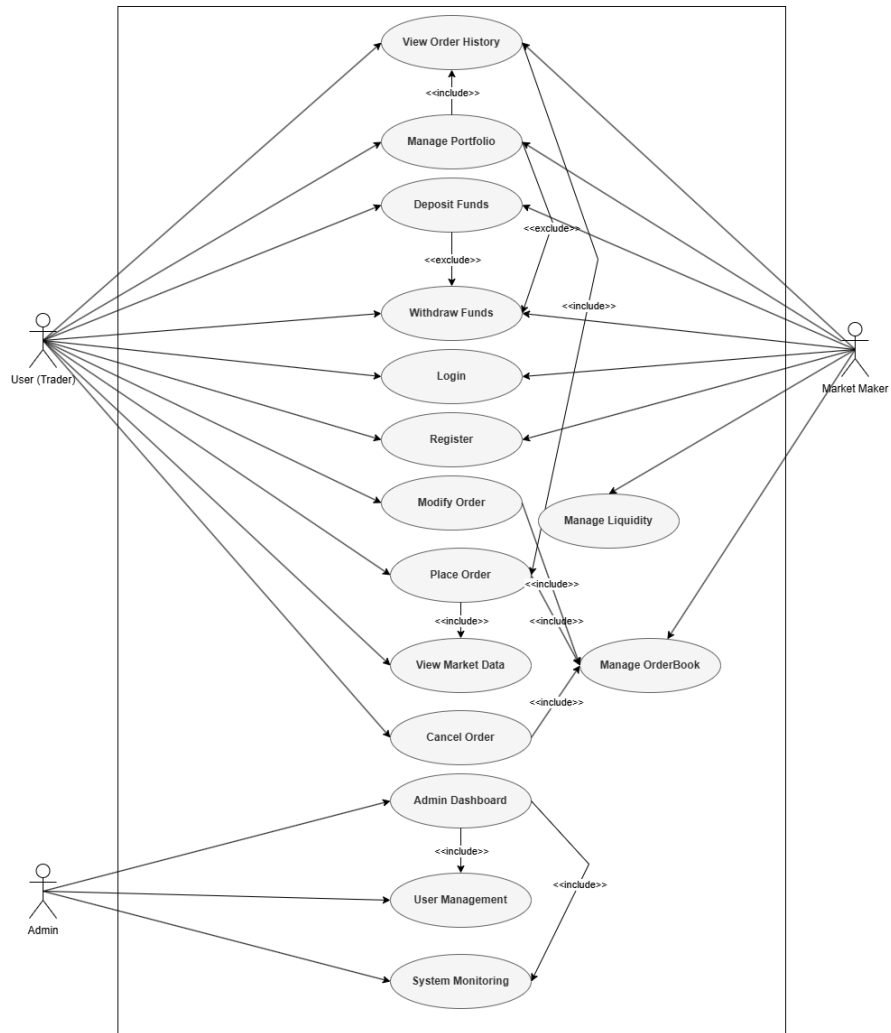 View Order History
<<include>>
Manage Portfolio
Deposit Funds
<<exclude>>
<<exclude>>
<<include>>
Withdraw Funds
User (Trader)
Login
Market Maker
Register
Modify Order
Manage Liquidity
Place Order
<<include>>
<<include>>
<<include>>
View Market Data
Manage OrderBook
<<include>>
Cancel Order
Admin Dashboard
<<include>>
<<include>>
User Management
Admin
System Monitoring